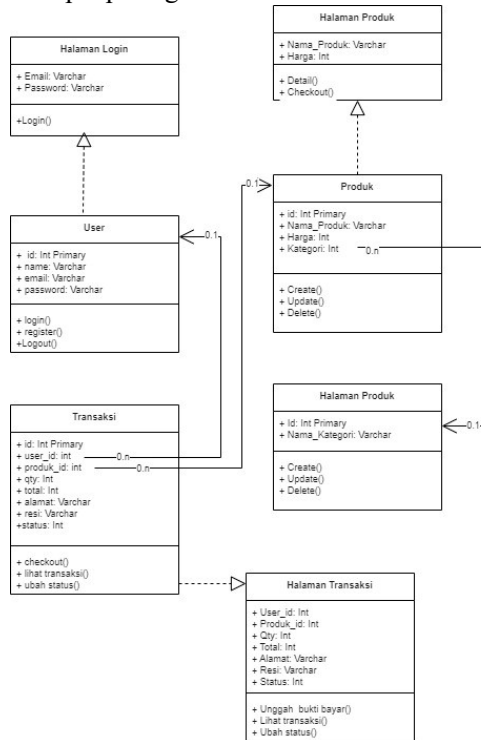 Halaman Produk
+ Nama_Produk: Varchar
+ Harga: Int
+ Detail()
+ Checkout()
Halaman Login
+ Email: Varchar
+ Password: Varchar
+Login()
Produk
+ id: Int Primary
+ Nama_Produk: Varchar
+ Harga: Int
+ Kategori: Int
0.n
+ Create()
+ Update()
+ Delete()
0.1
User
+ id: Int Primary
+ name: Varchar
+ email: Varchar
+ password: Varchar
+ login()
+ register()
+Logout()
0.1
Halaman Produk
+ Id: Int Primary
+ Nama_Kategori: Varchar
+ Create()
+ Update()
+ Delete()
0.1
Transaksi
+ id: Int Primary
+ user_id: int
0.n
+ produk_id: int
0.n
+ qty: Int
+ total: Int
+ alamat: Varchar
+ resi: Varchar
+status: Int
+ checkout()
+ lihat transaksi()
+ ubah status()
Halaman Transaksi
+ User_id: Int
+ Produk_id: Int
+ Qty: Int
+ Total: Int
+ Alamat: Varchar
+ Resi: Varchar
+ Status: Int
+ Unggah bukti bayar()
+ Lihat transaksi()
+ Ubah status()